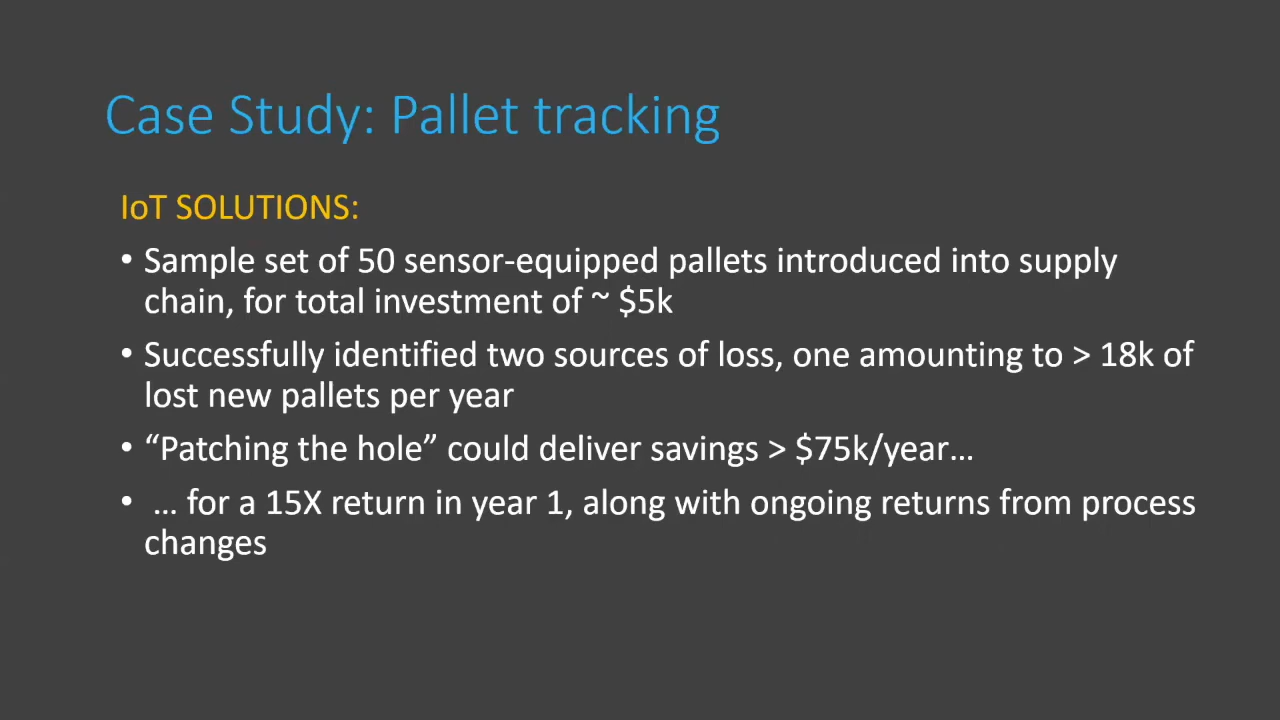 Case Study: Pallet tracking
IoT SOLUTIONS:
• Sample set of 50 sensor-equipped pallets introduced into supply
chain, for total investment of ~ $5k
• Successfully identified two sources of loss, one amounting to > 18k of
lost new pallets per year
• “Patching the hole” could deliver savings > $75k/year…
• … for a 15X return in year 1, along with ongoing returns from process
changes